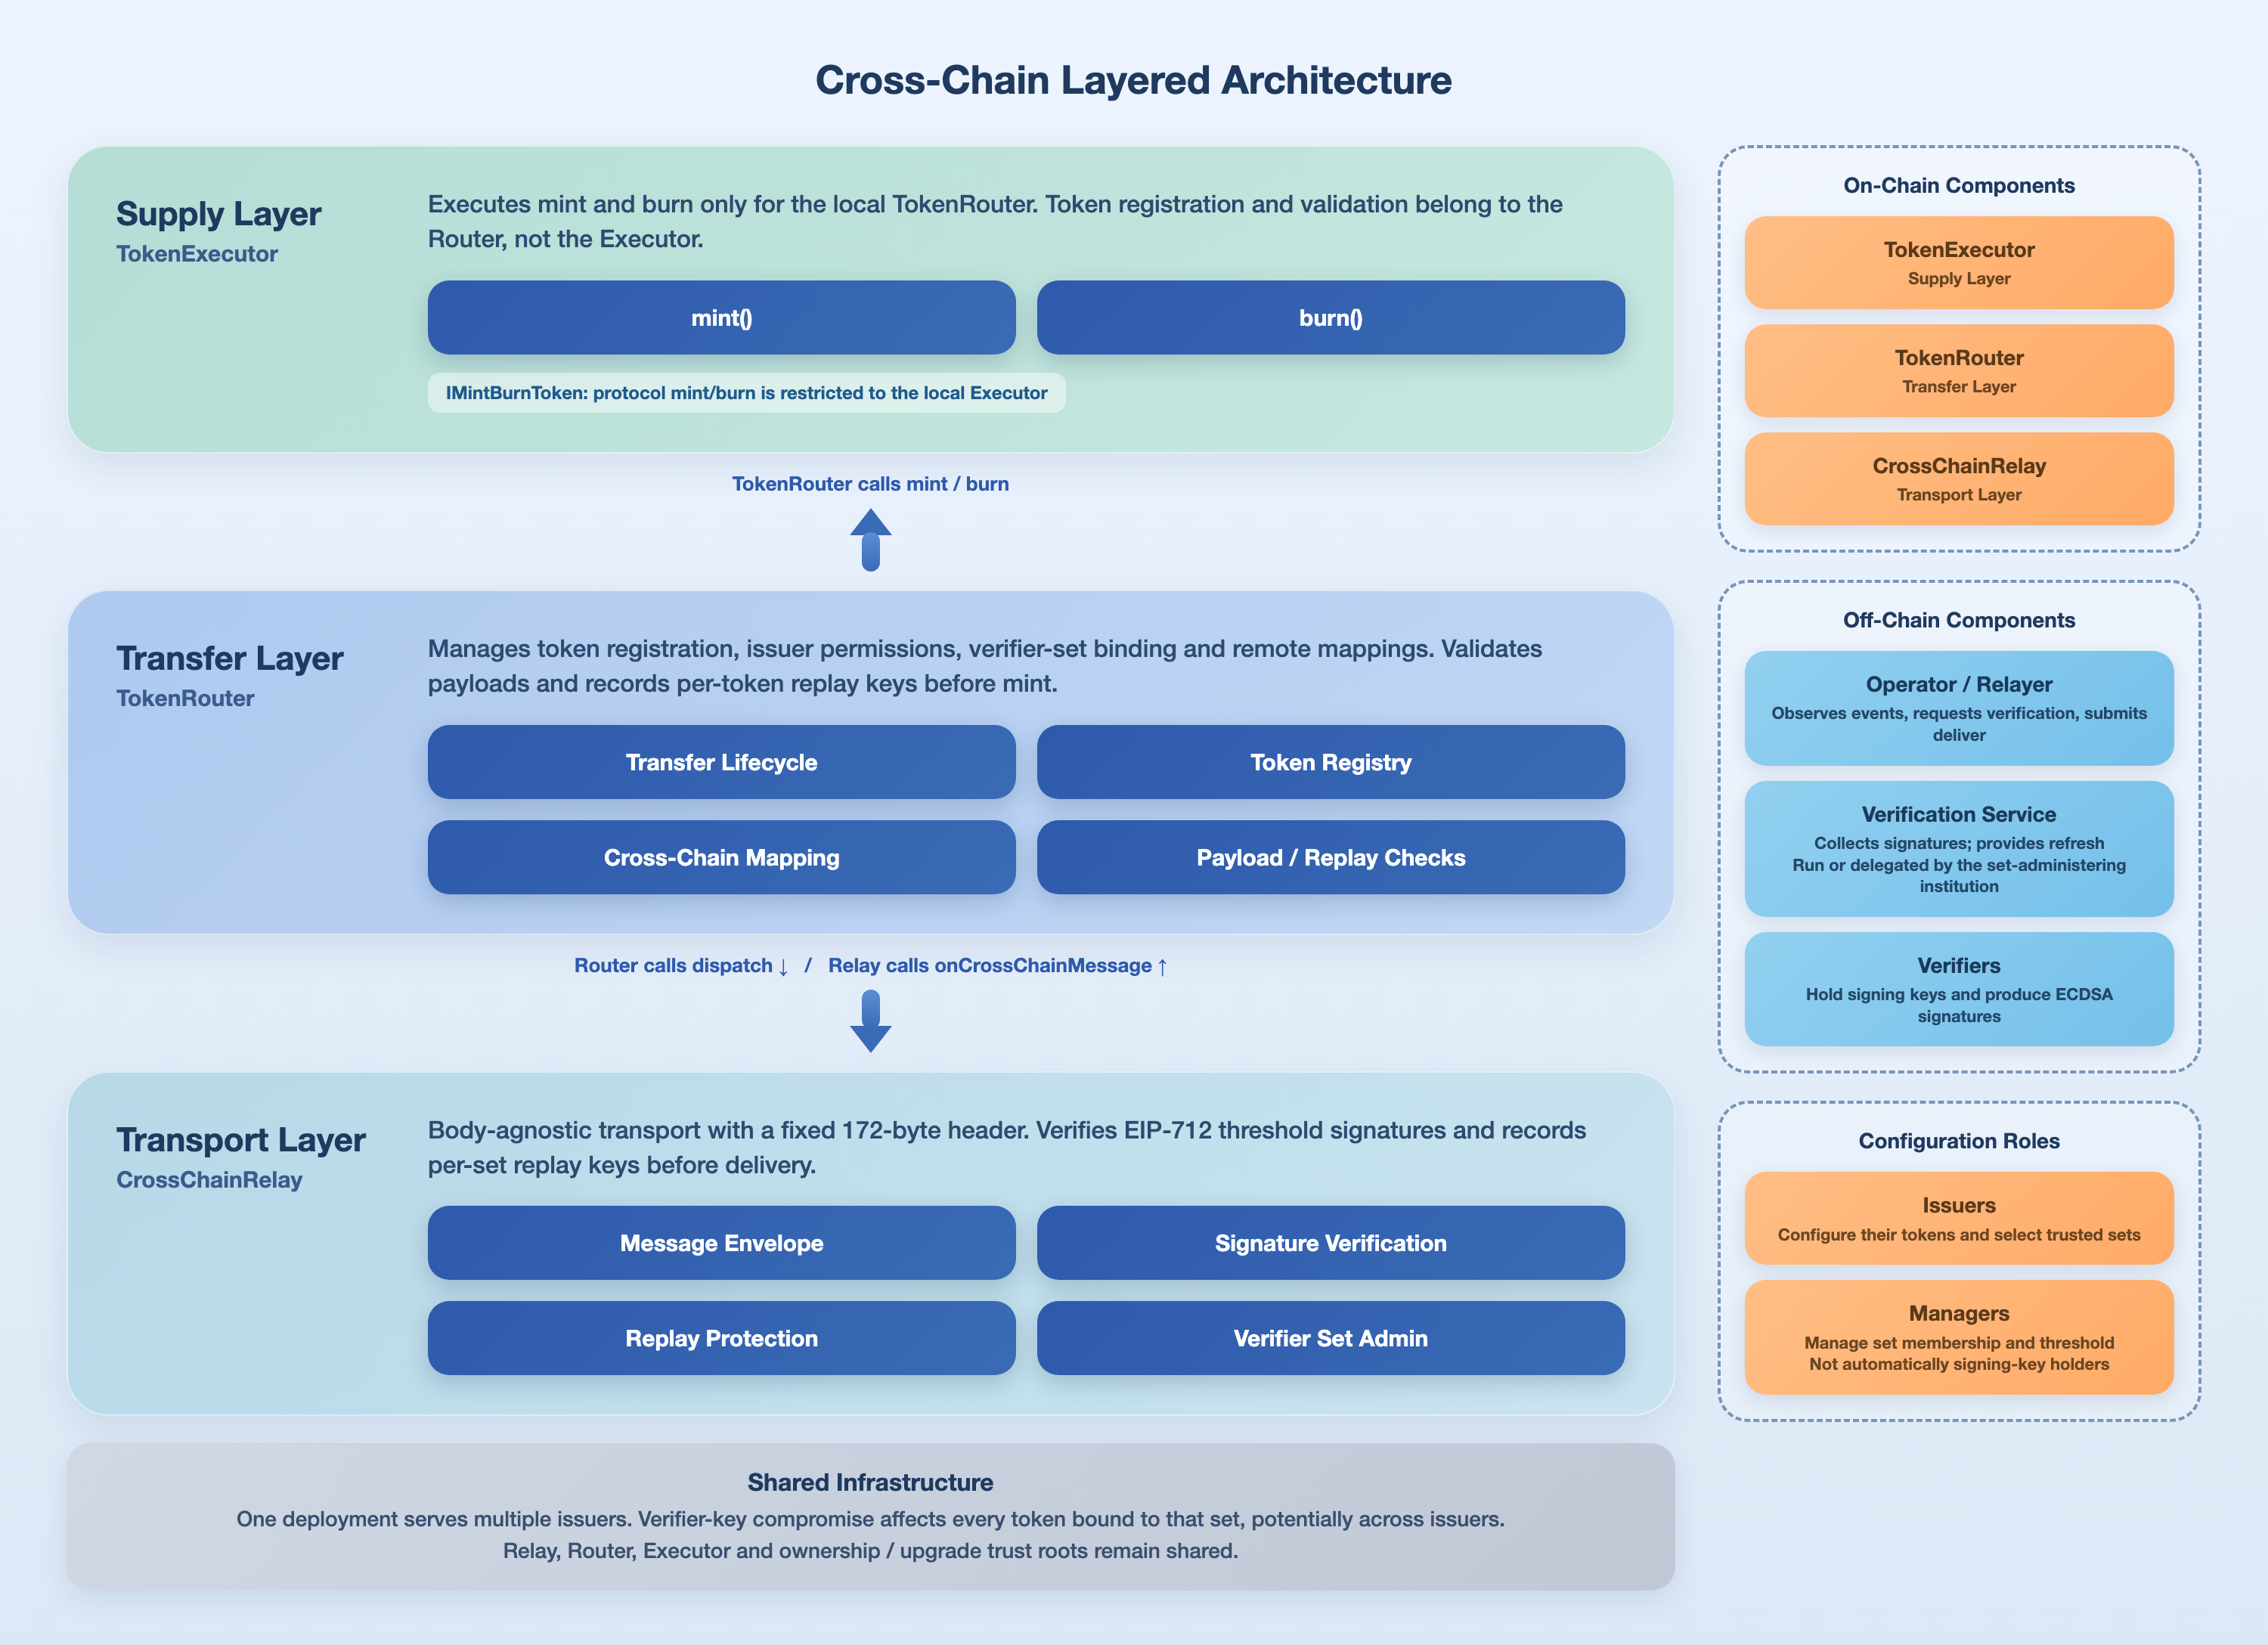 Cross-Chain Layered Architecture
Supply Layer
TokenExecutor
Executes mint and burn only for the local TokenRouter. Token registration and validation belong to the
Router, not the Executor.
mint()
burn()
IMintBurnToken: protocol mint/burn is restricted to the local Executor
TokenRouter calls mint / burn
Transfer Layer
TokenRouter
Manages token registration, issuer permissions, verifier-set binding and remote mappings. Validates
payloads and records per-token replay keys before mint.
Transfer Lifecycle
Token Registry
Cross-Chain Mapping
Payload / Replay Checks
Router calls dispatch ↓ / Relay calls onCrossChainMessage ↑
Transport Layer
CrossChainRelay
Body-agnostic transport with a fixed 172-byte header. Verifies EIP-712 threshold signatures and records
per-set replay keys before delivery.
Message Envelope
Signature Verification
Replay Protection
Verifier Set Admin
Shared Infrastructure
One deployment serves multiple issuers. Verifier-key compromise affects every token bound to that set, potentially across issuers.
Relay, Router, Executor and ownership / upgrade trust roots remain shared.
On-Chain Components
TokenExecutor
Supply Layer
TokenRouter
Transfer Layer
CrossChainRelay
Transport Layer
Off-Chain Components
Operator / Relayer
Observes events, requests verification, submits
deliver
Verification Service
Collects signatures; provides refresh
Run or delegated by the set-administering
institution
Verifiers
Hold signing keys and produce ECDSA
signatures
Configuration Roles
Issuers
Configure their tokens and select trusted sets
Managers
Manage set membership and threshold
Not automatically signing-key holders